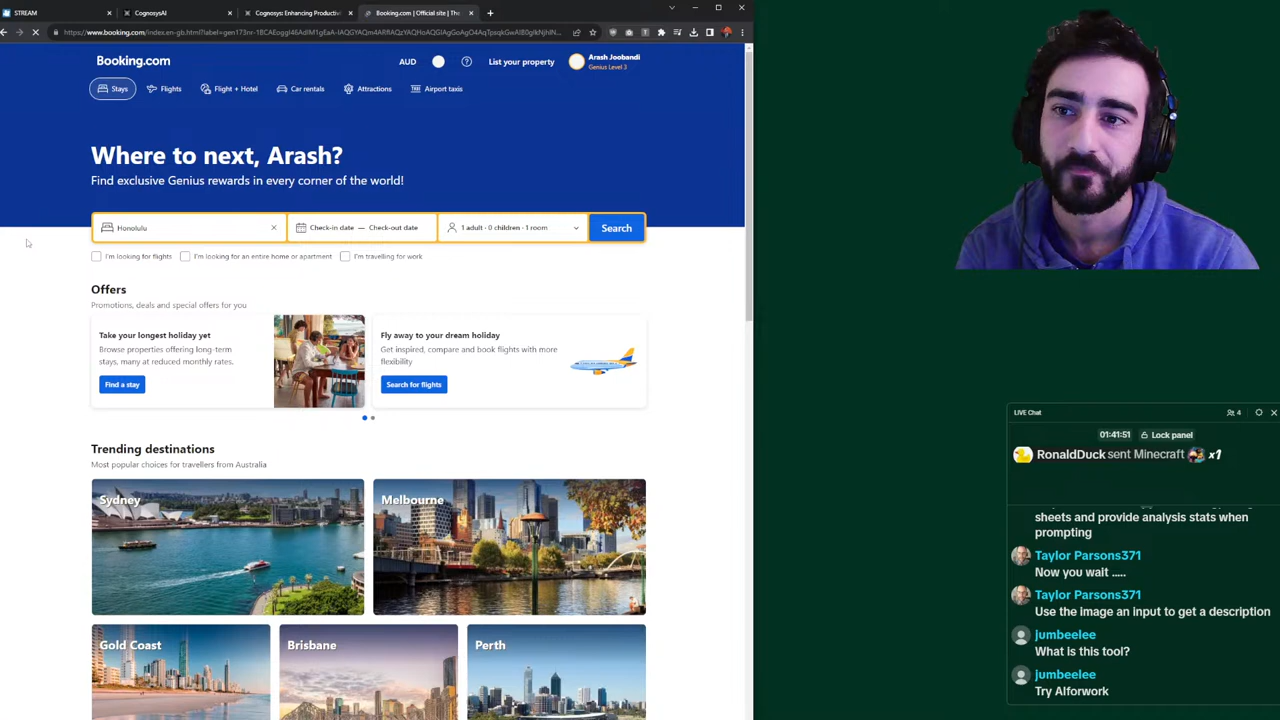 STREAM
CognosysAI
Cognosys: Enhancing Productiv
Booking.com | Official site | The
Booking.com
AUD
List your property
Arash Joobandi
Genius Level 3
Stays
Flights
Flight + Hotel
Car rentals
Attractions
Airport taxis
Where to next, Arash?
Find exclusive Genius rewards in every corner of the world!
Honolulu
Check-in date — Check-out date
1 adult · 0 children · 1 room
Search
I'm looking for flights
I'm looking for an entire home or apartment
I'm travelling for work
Offers
Promotions, deals and special offers for you
Take your longest holiday yet
Browse properties offering long-term
stays, many at reduced monthly rates.
Find a stay
Fly away to your dream holiday
Get inspired, compare and book flights with more
flexibility
Search for flights
Trending destinations
Most popular choices for travellers from Australia
Sydney
Melbourne
Gold Coast
Brisbane
Perth
LIVE Chat
4
01:41:51
Lock panel
RonaldDuck sent Minecraft x1
sheets and provide analysis stats when
prompting
Taylor Parsons371
Now you wait .....
Taylor Parsons371
Use the image an input to get a description
jumbeelee
What is this tool?
jumbeelee
Try AIforwork